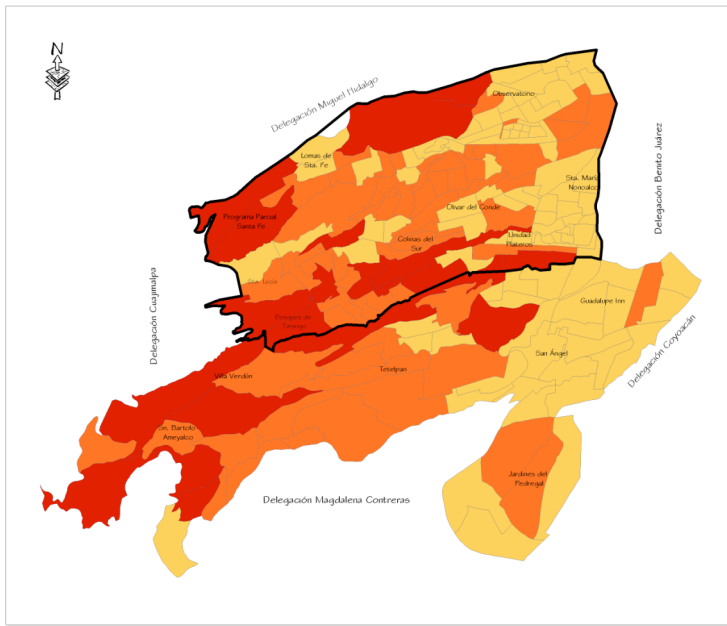 N
Delegación Miguel Hidalgo
Observatorio
Delegación Benito Juárez
Lomas de
Sta. Fe
Sta. María
Nonoalco
Olivar del Conde
Programa Parcial
Santa Fe
Unidad
Plateros
Colinas del
Sur
Sta. Lucía
Delegación Cuajimalpa
Guadalupe Inn
Bosques de
Tarango
Delegación Coyoacán
San Ángel
Tetelpan
Villa Verdún
Sn. Bartolo
Ameyalco
Jardines del
Pedregal
Delegación Magdalena Contreras